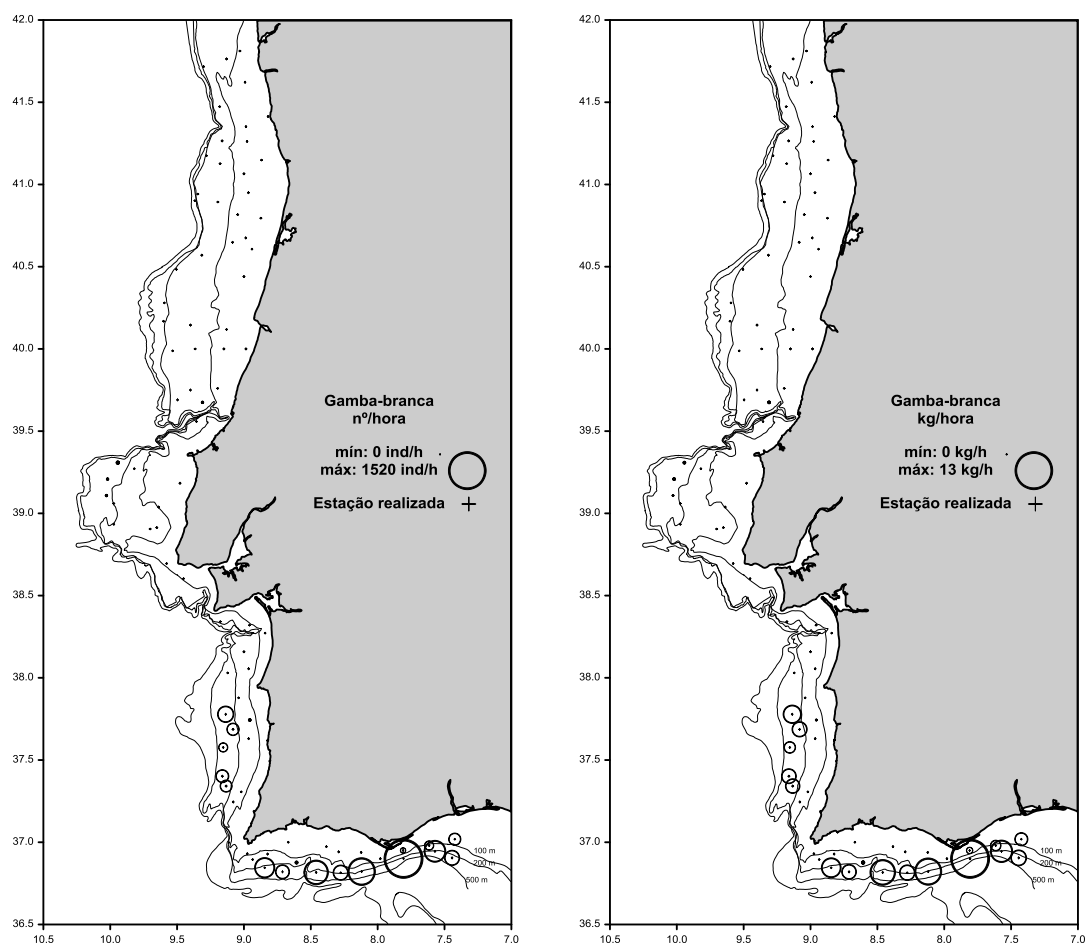 42.0
41.5
41.0
40.5
40.0
39.5
39.0
38.5
38.0
37.5
37.0
36.5
10.5 10.0 9.5 9.0 8.5 8.0 7.5 7.0
Gamba-branca
nº/hora
mín: 0 ind/h
máx: 1520 ind/h
Estação realizada
100 m
200 m
500 m
42.0
41.5
41.0
40.5
40.0
39.5
39.0
38.5
38.0
37.5
37.0
36.5
10.5 10.0 9.5 9.0 8.5 8.0 7.5 7.0
Gamba-branca
kg/hora
mín: 0 kg/h
máx: 13 kg/h
Estação realizada
100 m
200 m
500 m